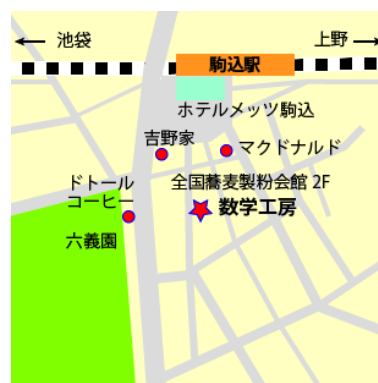 ← 池袋
上野 →
駒込駅
ホテルメッツ駒込
吉野家
マクドナルド
ドトール
コーヒー
全国蕎麦製粉会館 2F
数学工房
六義園